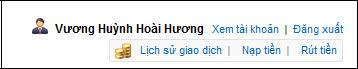 Vương Huỳnh Hoài Hương Xem tài khoản | Đăng xuất
Lịch sử giao dịch | Nạp tiền | Rút tiền